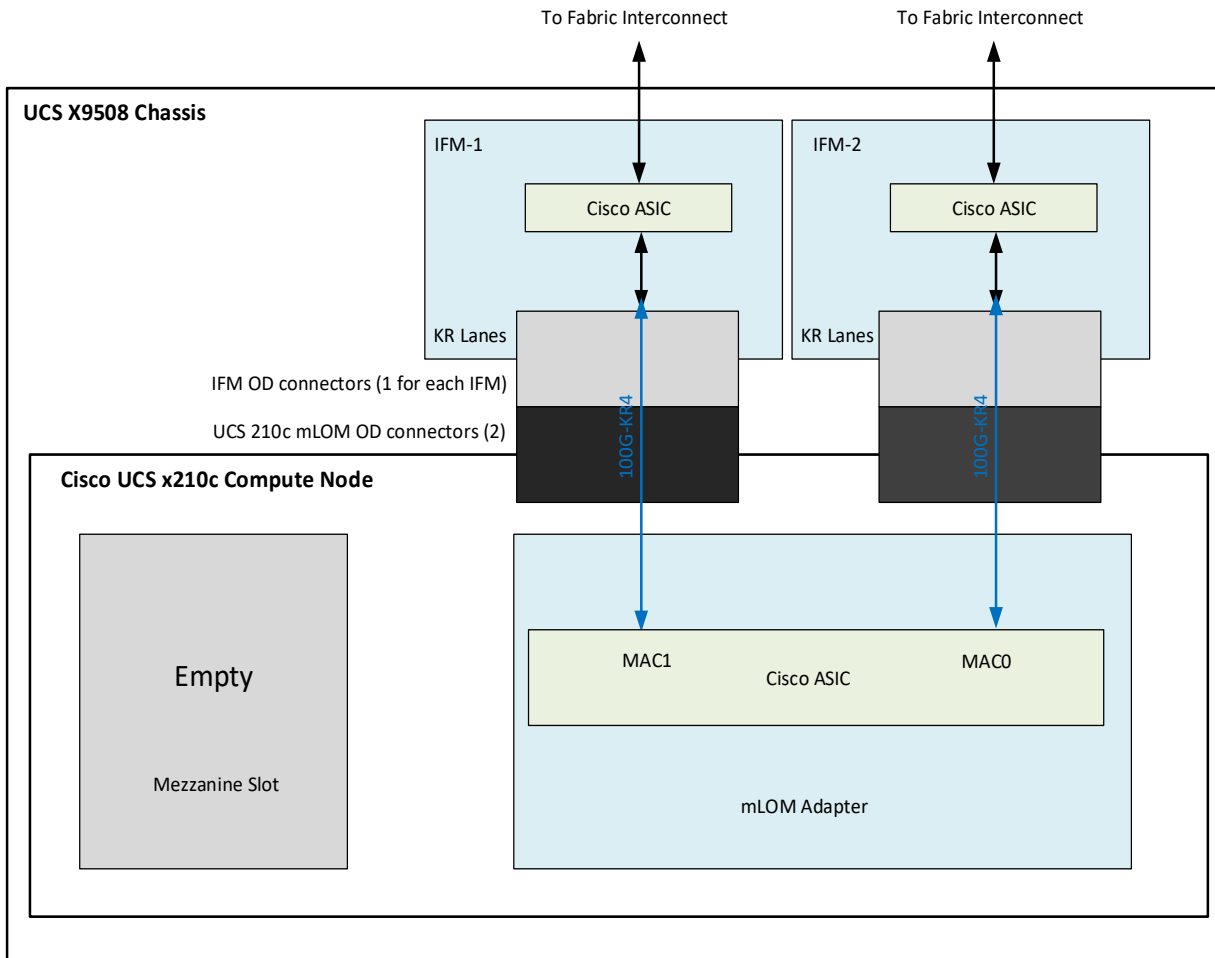 To Fabric Interconnect
To Fabric Interconnect
UCS X9508 Chassis
IFM-1
IFM-2
Cisco ASIC
Cisco ASIC
KR Lanes
KR Lanes
IFM OD connectors (1 for each IFM)
100G-KR4
100G-KR4
UCS 210c mLOM OD connectors (2)
Cisco UCS x210c Compute Node
Empty
Mezzanine Slot
MAC1
MAC0
Cisco ASIC
mLOM Adapter